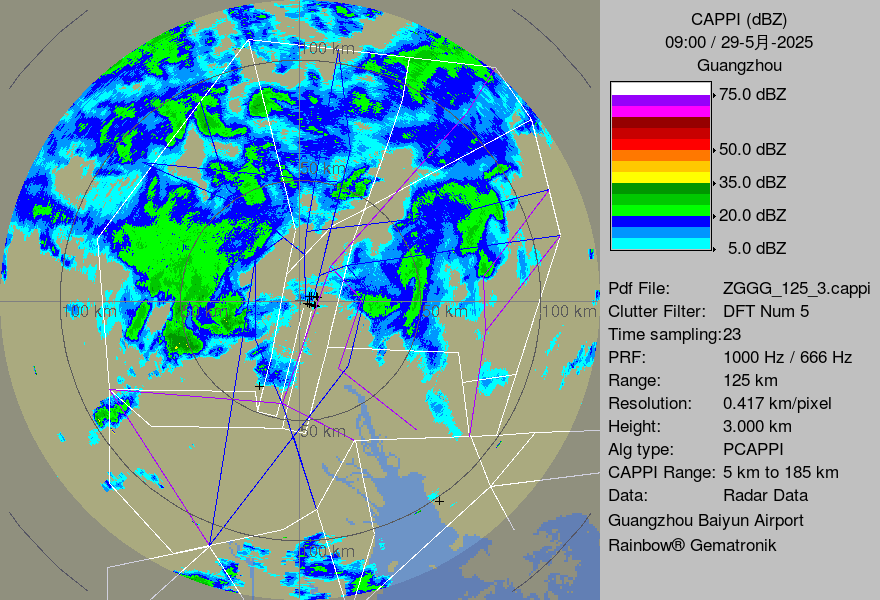 CAPPI (dBZ)
09:00 / 29-5月-2025
Guangzhou
75.0 dBZ
50.0 dBZ
35.0 dBZ
20.0 dBZ
5.0 dBZ
Pdf File: ZGGG_125_3.cappi
Clutter Filter: DFT Num 5
Time sampling:23
PRF: 1000 Hz / 666 Hz
Range: 125 km
Resolution: 0.417 km/pixel
Height: 3.000 km
Alg type: PCAPPI
CAPPI Range: 5 km to 185 km
Data: Radar Data
Guangzhou Baiyun Airport
Rainbow® Gematronik
100 km
50 km
100 km
50 km
100 km
50 km
100 km